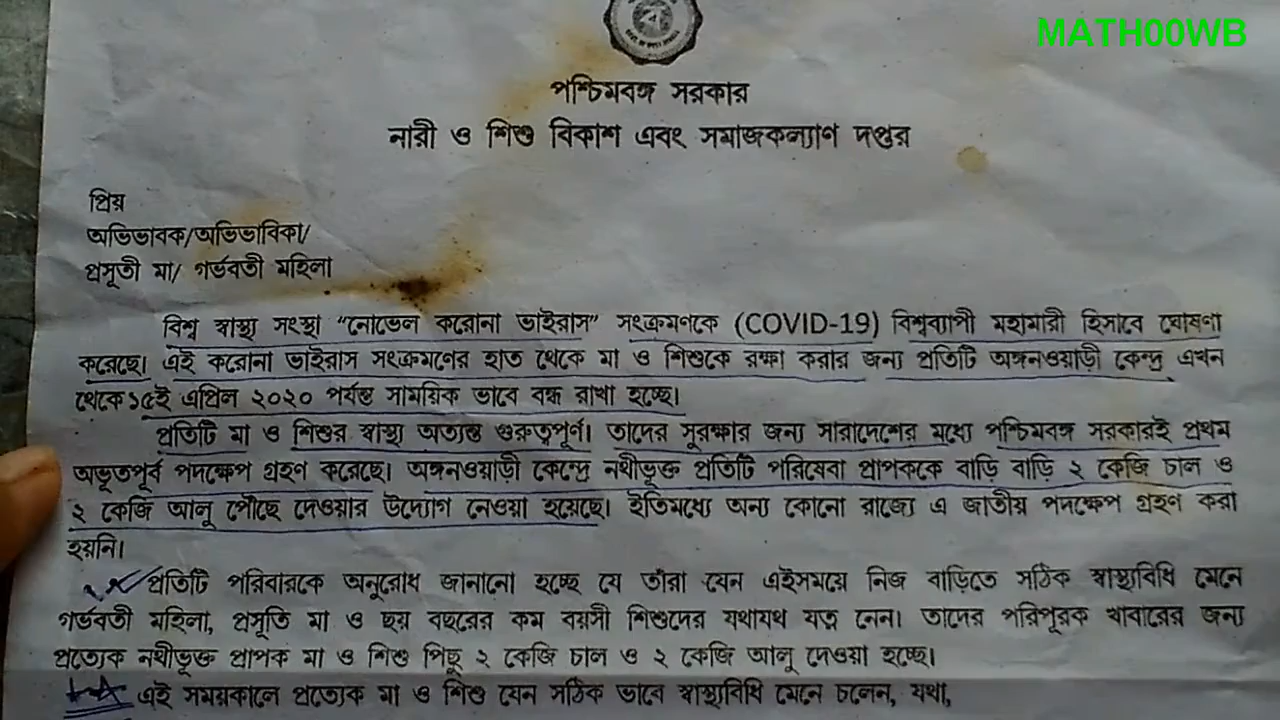 MATH00WB
পশ্চিমবঙ্গ সরকার
নারী ও শিশু বিকাশ এবং সমাজকল্যাণ দপ্তর
প্রিয়
অভিভাবক/অভিভাবিকা/
প্রসূতী মা/ গর্ভবতী মহিলা
বিশ্ব স্বাস্থ্য সংস্থা “নোভেল করোনা ভাইরাস” সংক্রমণকে (COVID-19) বিশ্বব্যাপী মহামারী হিসাবে ঘোষণা
করেছে। এই করোনা ভাইরাস সংক্রমণের হাত থেকে মা ও শিশুকে রক্ষা করার জন্য প্রতিটি অঙ্গনওয়াড়ী কেন্দ্র এখন
থেকে ১৫ই এপ্রিল ২০২০ পর্যন্ত সাময়িক ভাবে বন্ধ রাখা হচ্ছে।
প্রতিটি মা ও শিশুর স্বাস্থ্য অত্যন্ত গুরুত্বপূর্ণ। তাদের সুরক্ষার জন্য সারাদেশের মধ্যে পশ্চিমবঙ্গ সরকারই প্রথম
অভূতপূর্ব পদক্ষেপ গ্রহণ করেছে। অঙ্গনওয়াড়ী কেন্দ্রে নথীভূক্ত প্রতিটি পরিষেবা প্রাপককে বাড়ি বাড়ি ২ কেজি চাল ও
২ কেজি আলু পৌঁছে দেওয়ার উদ্যোগ নেওয়া হয়েছে। ইতিমধ্যে অন্য কোনো রাজ্যে এ জাতীয় পদক্ষেপ গ্রহণ করা
হয়নি।
প্রতিটি পরিবারকে অনুরোধ জানানো হচ্ছে যে তাঁরা যেন এইসময়ে নিজ বাড়িতে সঠিক স্বাস্থ্যবিধি মেনে
গর্ভবতী মহিলা, প্রসূতি মা ও ছয় বছরের কম বয়সী শিশুদের যথাযথ যত্ন নেন। তাদের পরিপূরক খাবারের জন্য
প্রত্যেক নথীভূক্ত প্রাপক মা ও শিশু পিছু ২ কেজি চাল ও ২ কেজি আলু দেওয়া হচ্ছে।
এই সময়কালে প্রত্যেক মা ও শিশু যেন সঠিক ভাবে স্বাস্থ্যবিধি মেনে চলেন, যথা,